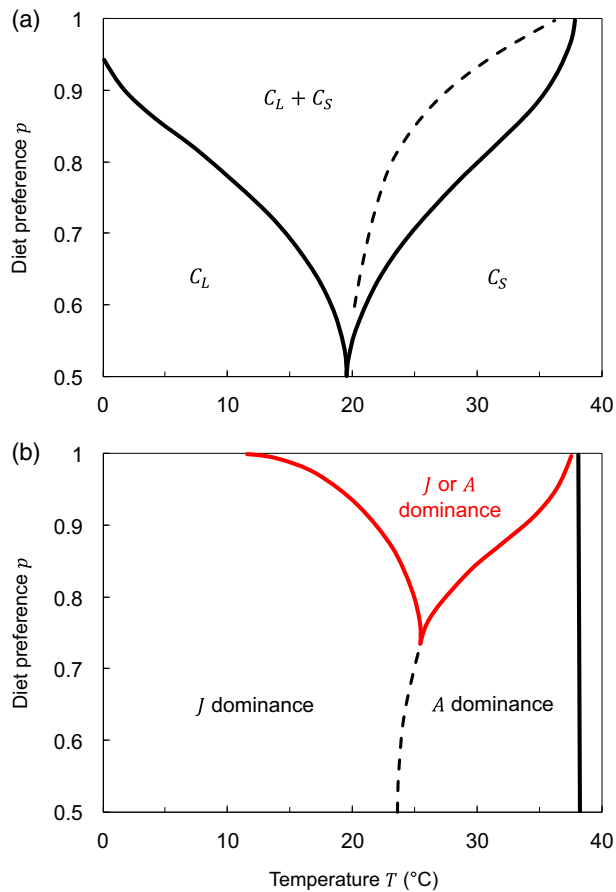 (a)
1
0.9
0.8
0.7
0.6
0.5
Diet preference p
C_L + C_S
C_L
C_S
0
10
20
30
40
(b)
1
0.9
0.8
0.7
0.6
0.5
Diet preference p
J or A
dominance
J dominance
A dominance
0
10
20
30
40
Temperature T (°C)